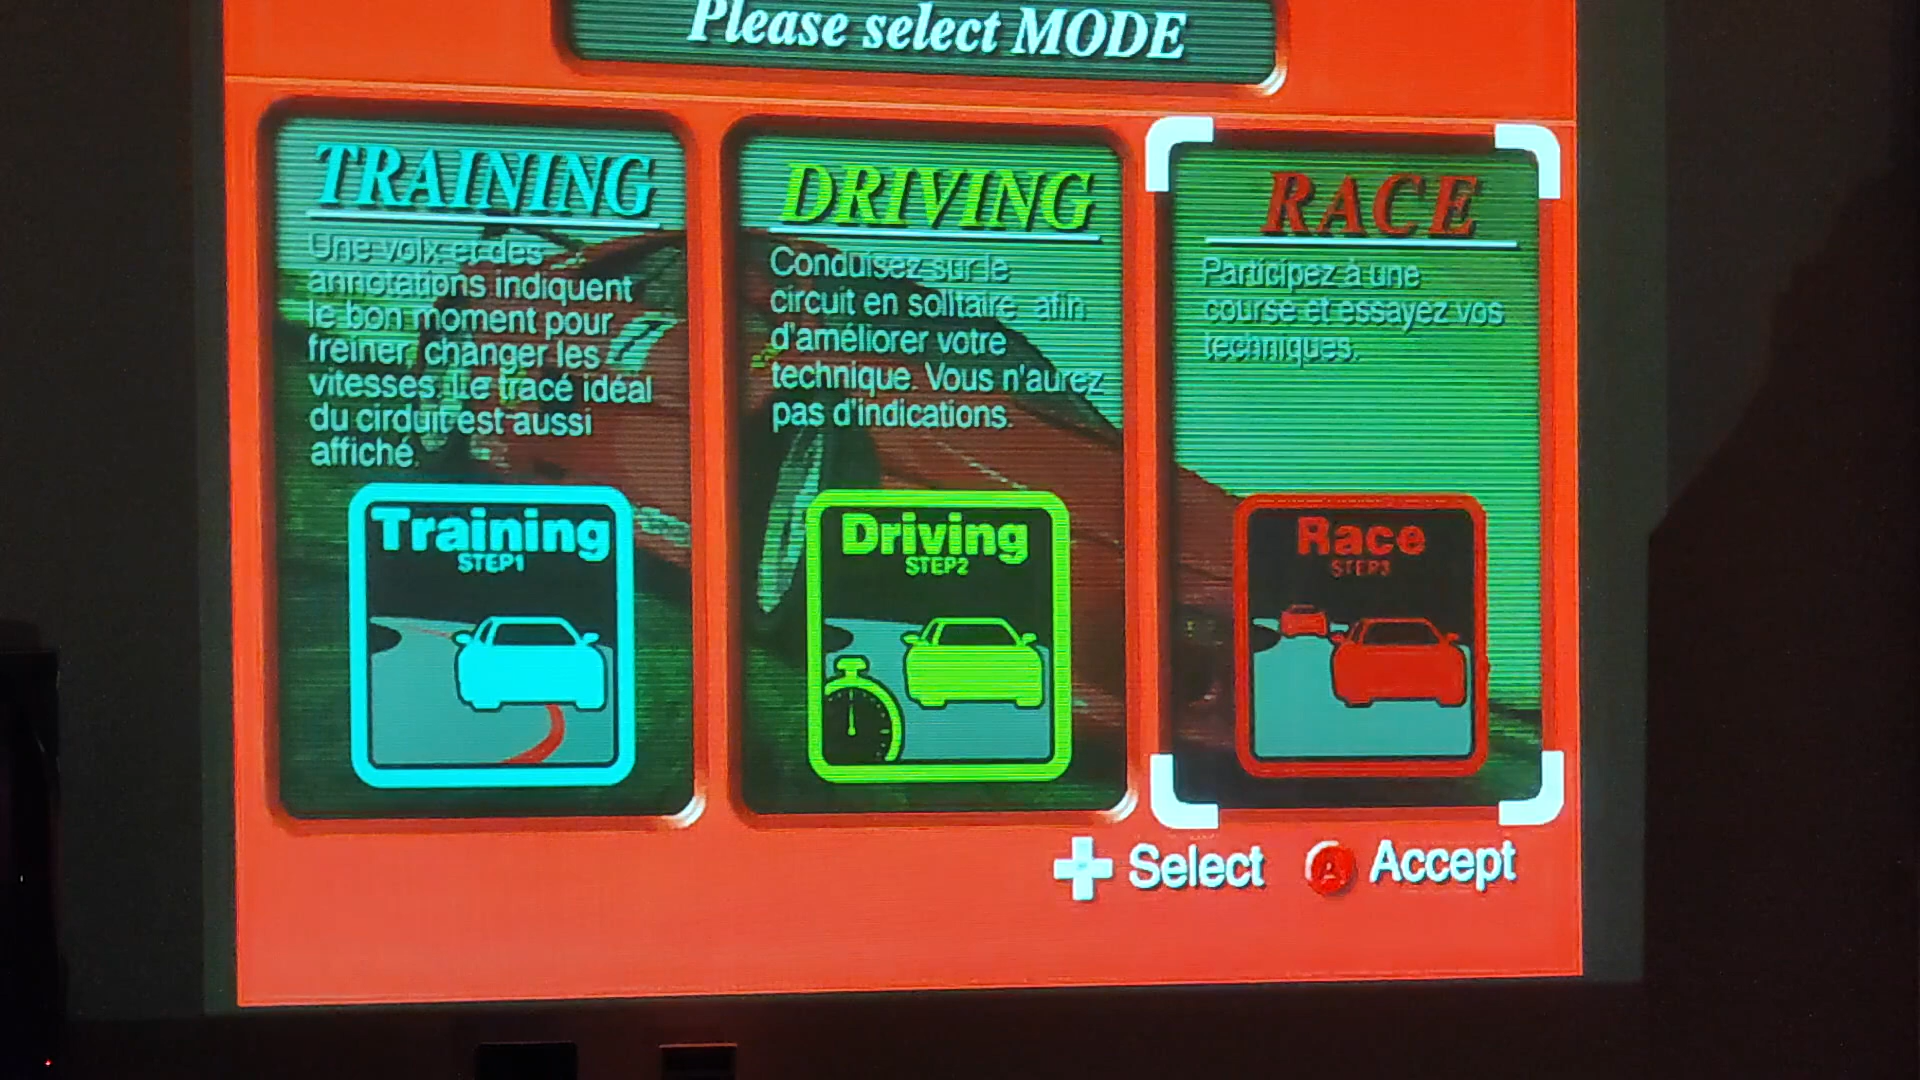 Please select MODE
TRAINING
Une voix et des
annotations indiquent
le bon moment pour
freiner, changer les
vitesses. Le tracé idéal
du cirduit est aussi
affiché.
Training
STEP1
DRIVING
Conduisez sur le
circuit en solitaire afin
d'améliorer votre
technique. Vous n'aurez
pas d'indications.
Driving
STEP2
RACE
Participez à une
course et essayez vos
techniques.
Race
STEP3
Select
A Accept